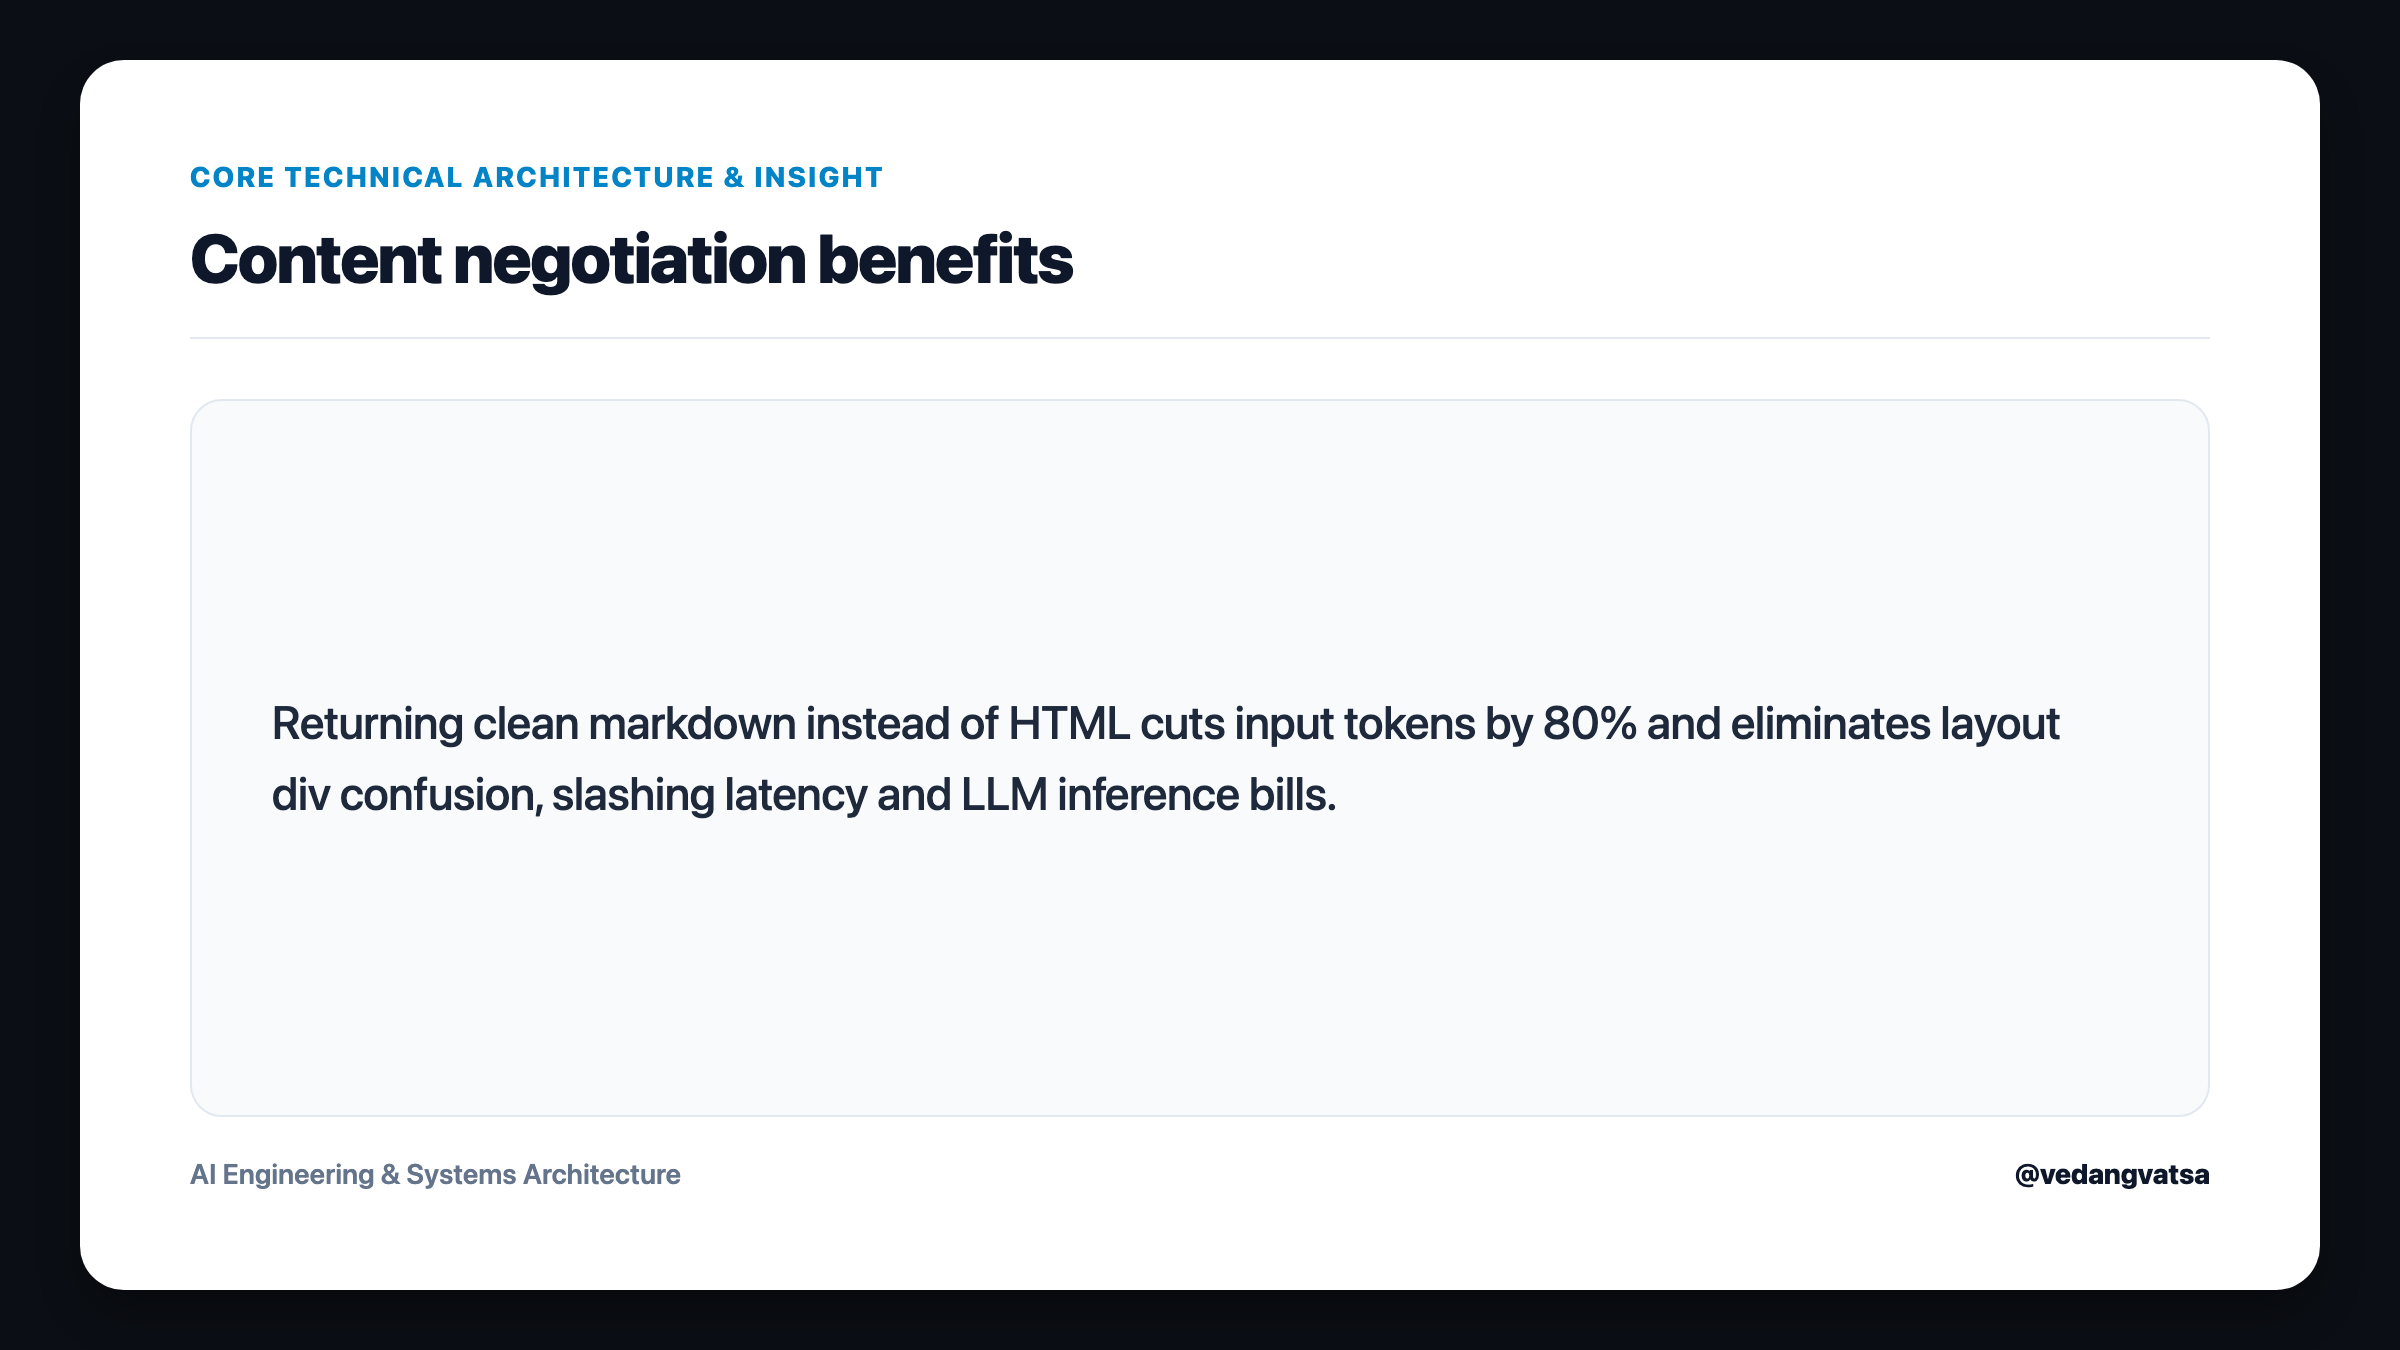 CORE TECHNICAL ARCHITECTURE & INSIGHT
Content negotiation benefits
Returning clean markdown instead of HTML cuts input tokens by 80% and eliminates layout
div confusion, slashing latency and LLM inference bills.
AI Engineering & Systems Architecture
@vedangvatsa